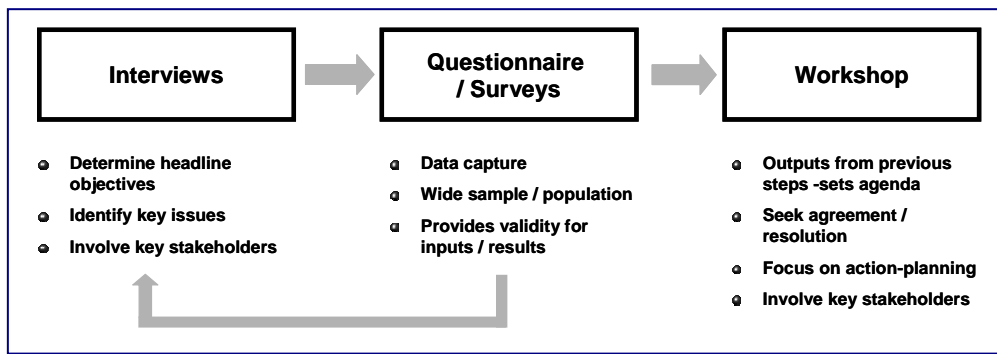 Interviews
Determine headline
objectives
Identify key issues
Involve key stakeholders
Questionnaire
/ Surveys
Data capture
Wide sample / population
Provides validity for
inputs / results
Workshop
Outputs from previous
steps -sets agenda
Seek agreement /
resolution
Focus on action-planning
Involve key stakeholders